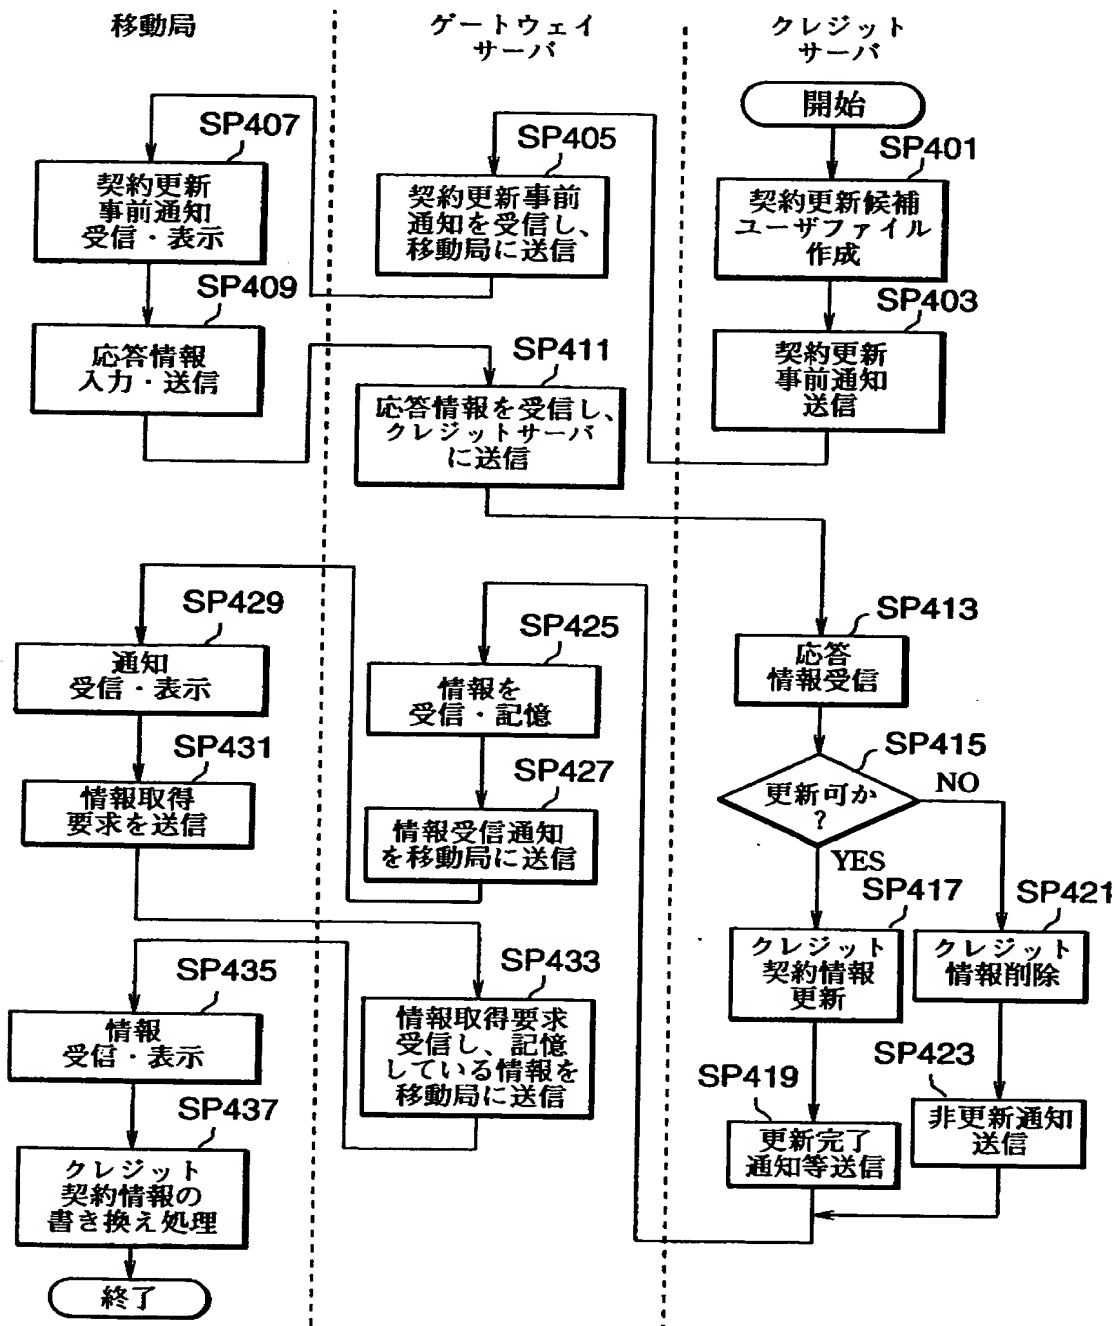 移動局
ゲートウェイ
サーバ
クレジット
サーバ
開始
SP401
契約更新候補
ユーザファイル
作成
SP403
契約更新
事前通知
送信
SP405
契約更新事前
通知を受信し、
移動局に送信
SP407
契約更新
事前通知
受信・表示
SP409
応答情報
入力・送信
SP411
応答情報を受信し、
クレジットサーバ
に送信
SP413
応答
情報受信
SP415
更新可か
?
NO
YES
SP417
クレジット
契約情報
更新
SP419
更新完了
通知等送信
SP421
クレジット
情報削除
SP423
非更新通知
送信
SP425
情報を
受信・記憶
SP427
情報受信通知
を移動局に送信
SP429
通知
受信・表示
SP431
情報取得
要求を送信
SP433
情報取得要求
受信し、記憶
している情報を
移動局に送信
SP435
情報
受信・表示
SP437
クレジット
契約情報の
書き換え処理
終了